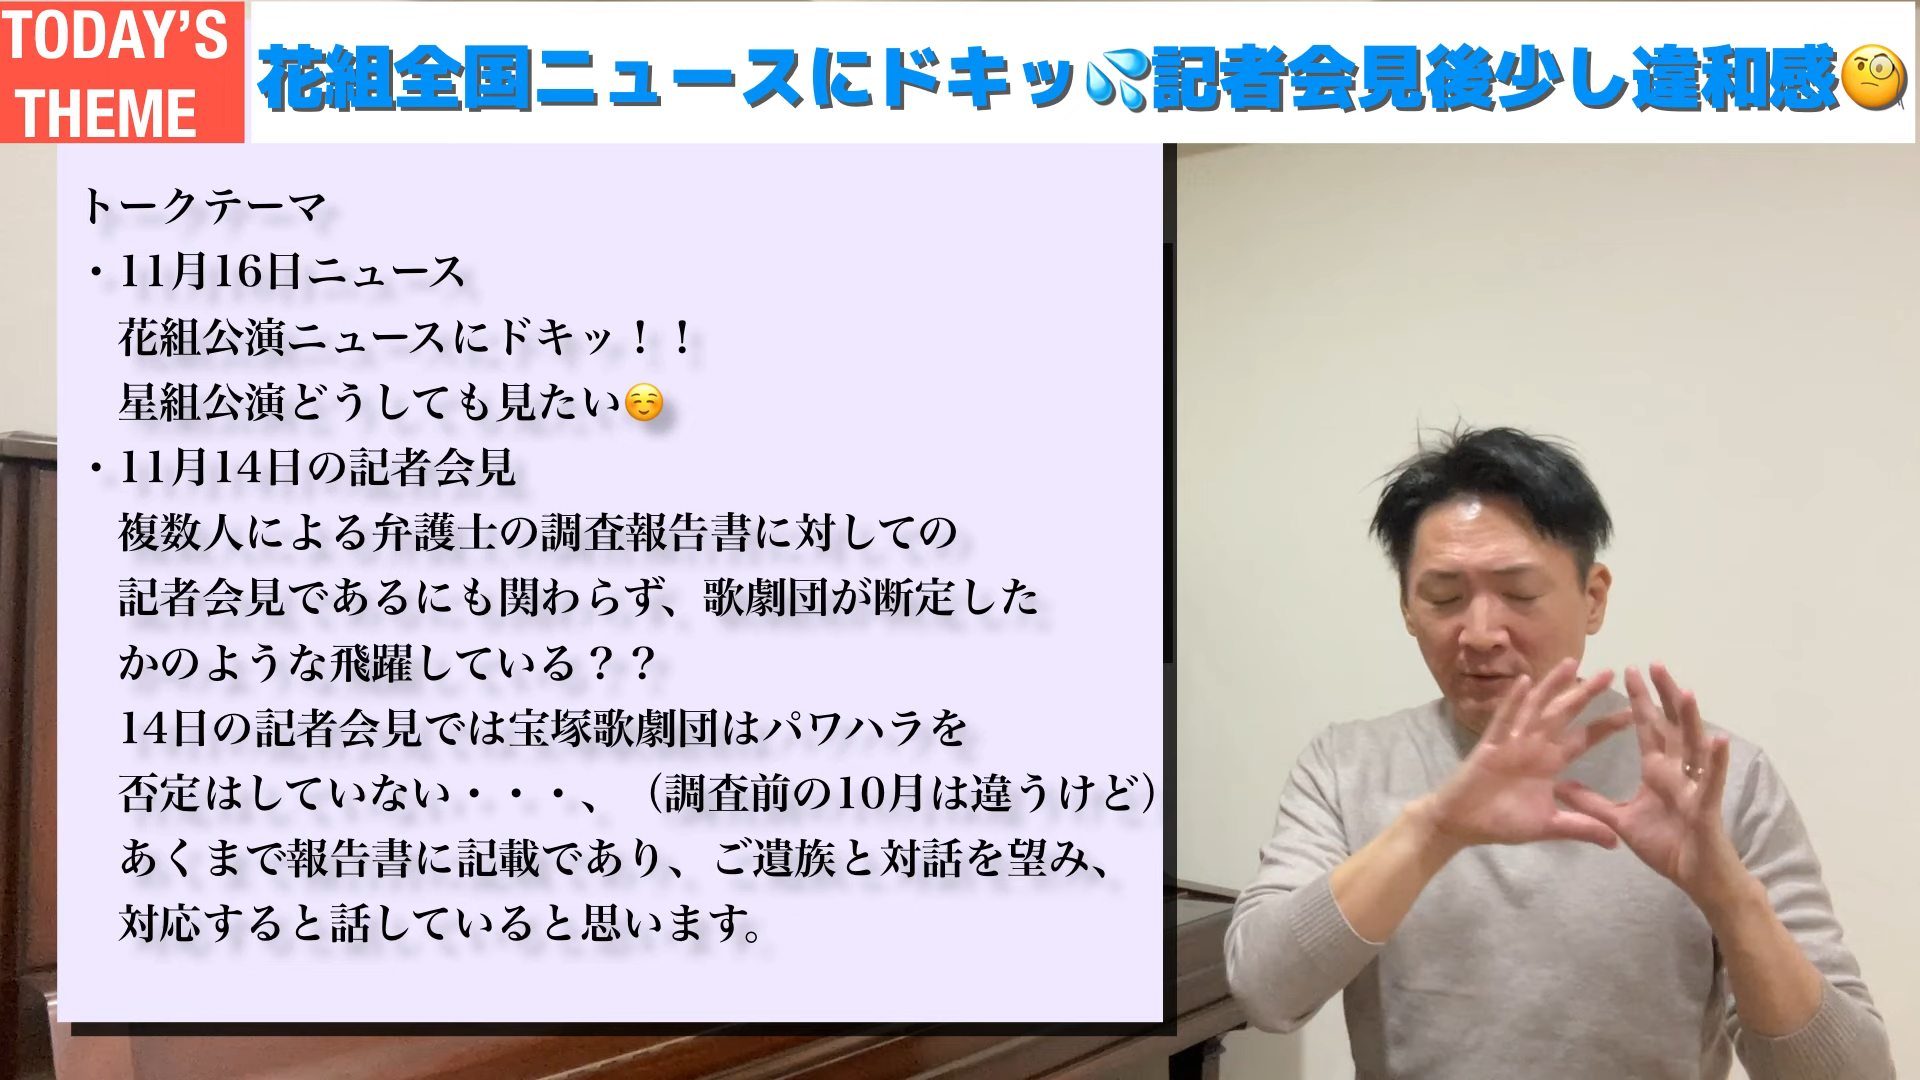 TODAY'S
THEME
花組全国ニュースにドキッ💦記者会見後少し違和感🧐
トークテーマ
・11月16日ニュース
花組公演ニュースにドキッ！！
星組公演どうしても見たい☺️
・11月14日の記者会見
複数人による弁護士の調査報告書に対しての
記者会見であるにも関わらず、歌劇団が断定した
かのような飛躍している？？
14日の記者会見では宝塚歌劇団はパワハラを
否定はしていない・・・、（調査前の10月は違うけど）
あくまで報告書に記載であり、ご遺族と対話を望み、
対応すると話していると思います。